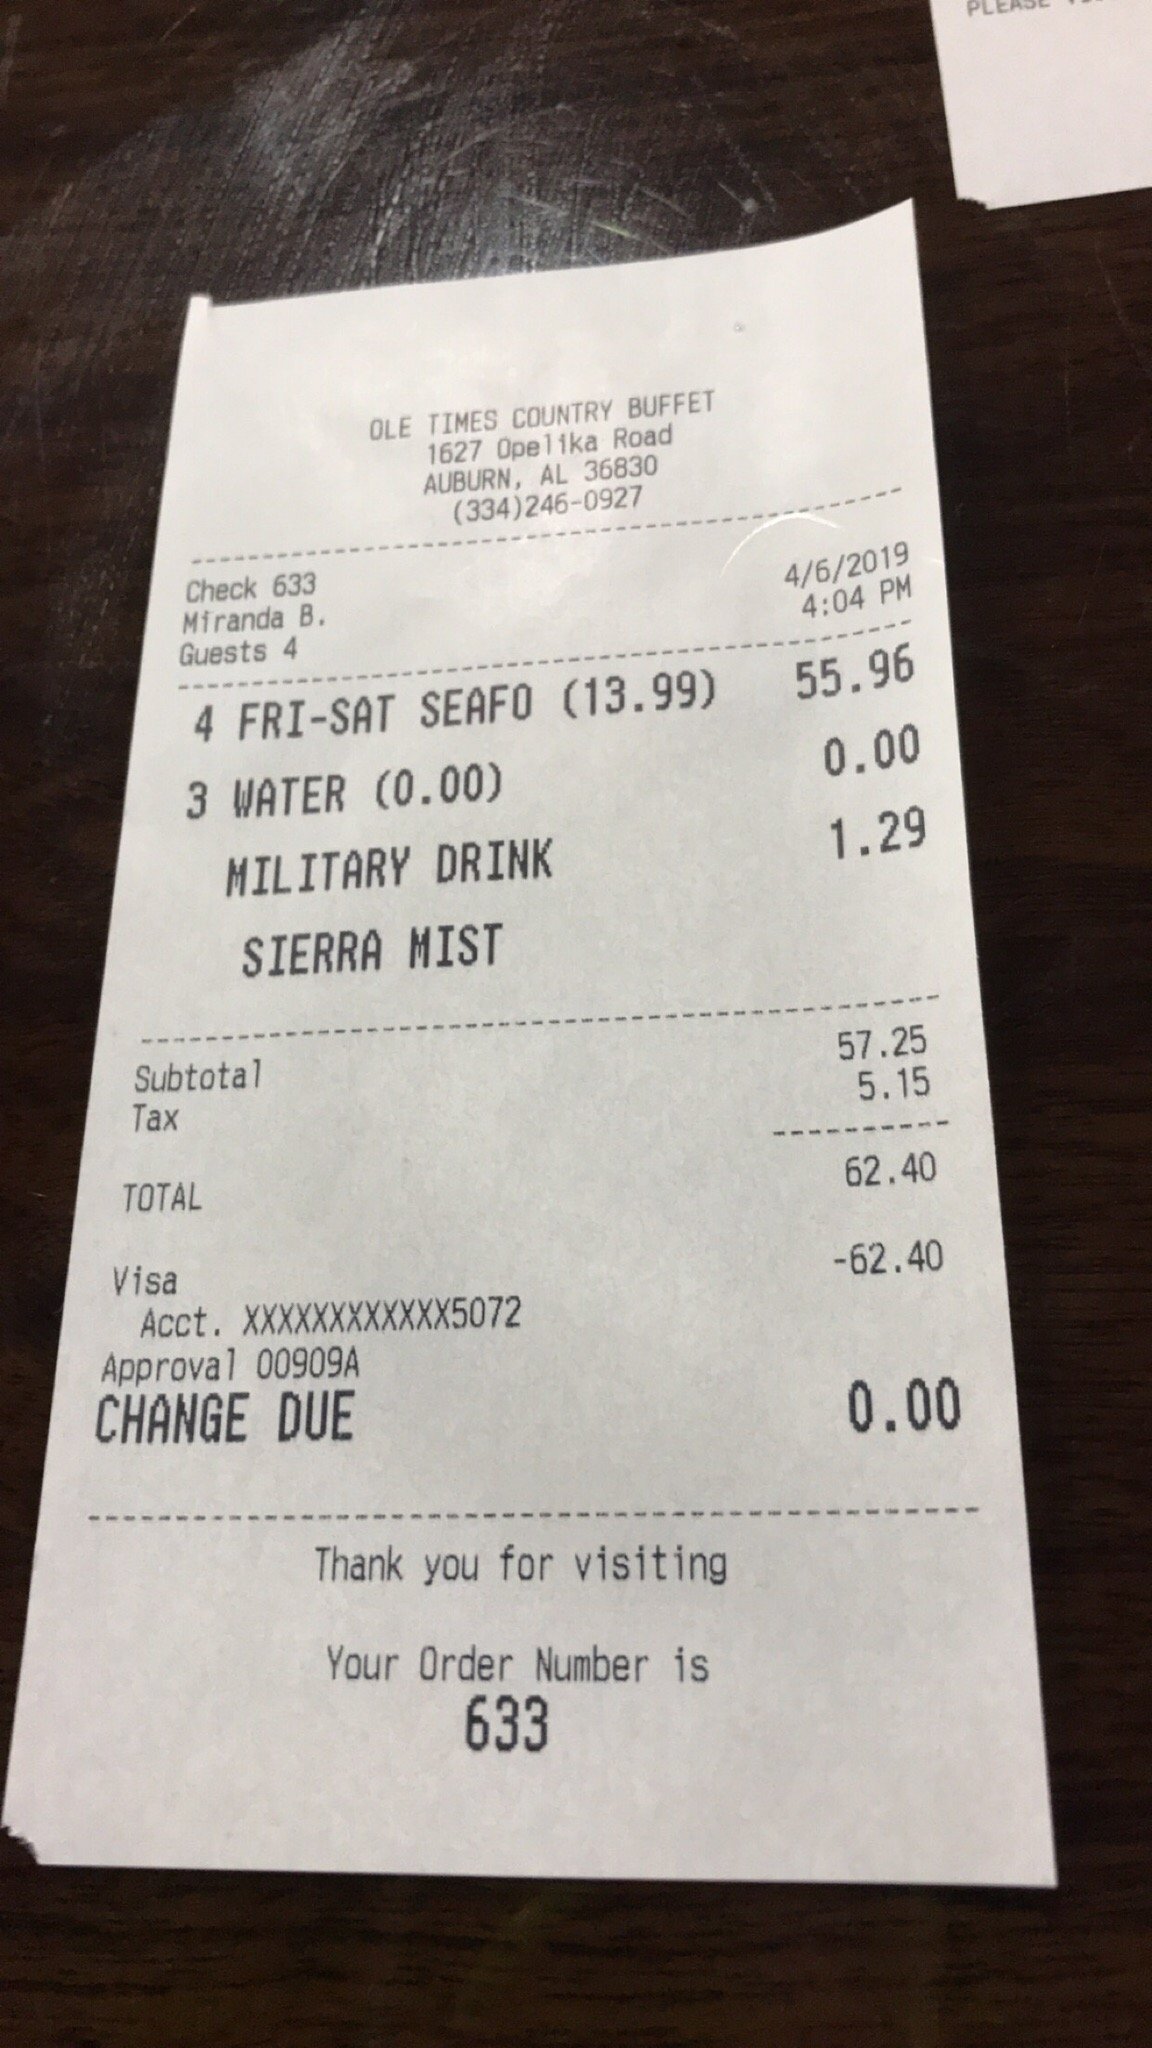 PLEASE
OLE TIMES COUNTRY BUFFET
1627 Opelika Road
AUBURN, AL 36830
(334)246-0927
Check 633 4/6/2019
Miranda B. 4:04 PM
Guests 4
4 FRI-SAT SEAFO (13.99) 55.96
3 WATER (0.00) 0.00
MILITARY DRINK 1.29
SIERRA MIST
Subtotal 57.25
Tax 5.15
TOTAL 62.40
Visa -62.40
Acct. XXXXXXXXXXXX5072
Approval 00909A
CHANGE DUE 0.00
Thank you for visiting
Your Order Number is
633